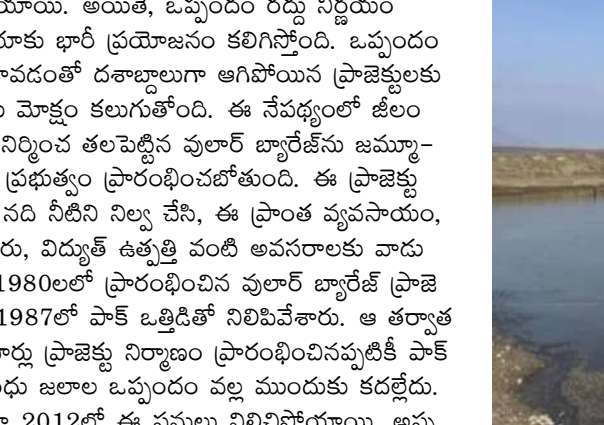 యాయి. అయితే, ఒప్పందం రద్దు నిర్ణయం
యాకు భారీ ప్రయోజనం కలిగిస్తోంది. ఒప్పందం
ావడంతో దశాబ్దాలుగా ఆగిపోయిన ప్రాజెక్టులకు
ు మోక్షం కలుగుతోంది. ఈ నేపథ్యంలో జీలం
నిర్మించ తలపెట్టిన వులార్ బ్యారేజ్‌ను జమ్మూ–
ప్రభుత్వం ప్రారంభించబోతుంది. ఈ ప్రాజెక్టు
నది నీటిని నిల్వ చేసి, ఈ ప్రాంత వ్యవసాయం,
రు, విద్యుత్ ఉత్పత్తి వంటి అవసరాలకు వాడు
1980లలో ప్రారంభించిన వులార్ బ్యారేజ్ ప్రాజె
1987లో పాక్ ఒత్తిడితో నిలిపివేశారు. ఆ తర్వాత
ార్లు ప్రాజెక్టు నిర్మాణం ప్రారంభించినప్పటికీ పాక్
ంధు జలాల ఒప్పందం వల్ల ముందుకు కదల్లేదు.
2012లో ఈ పనులు నిలిచిపోయాయి. అప్ప